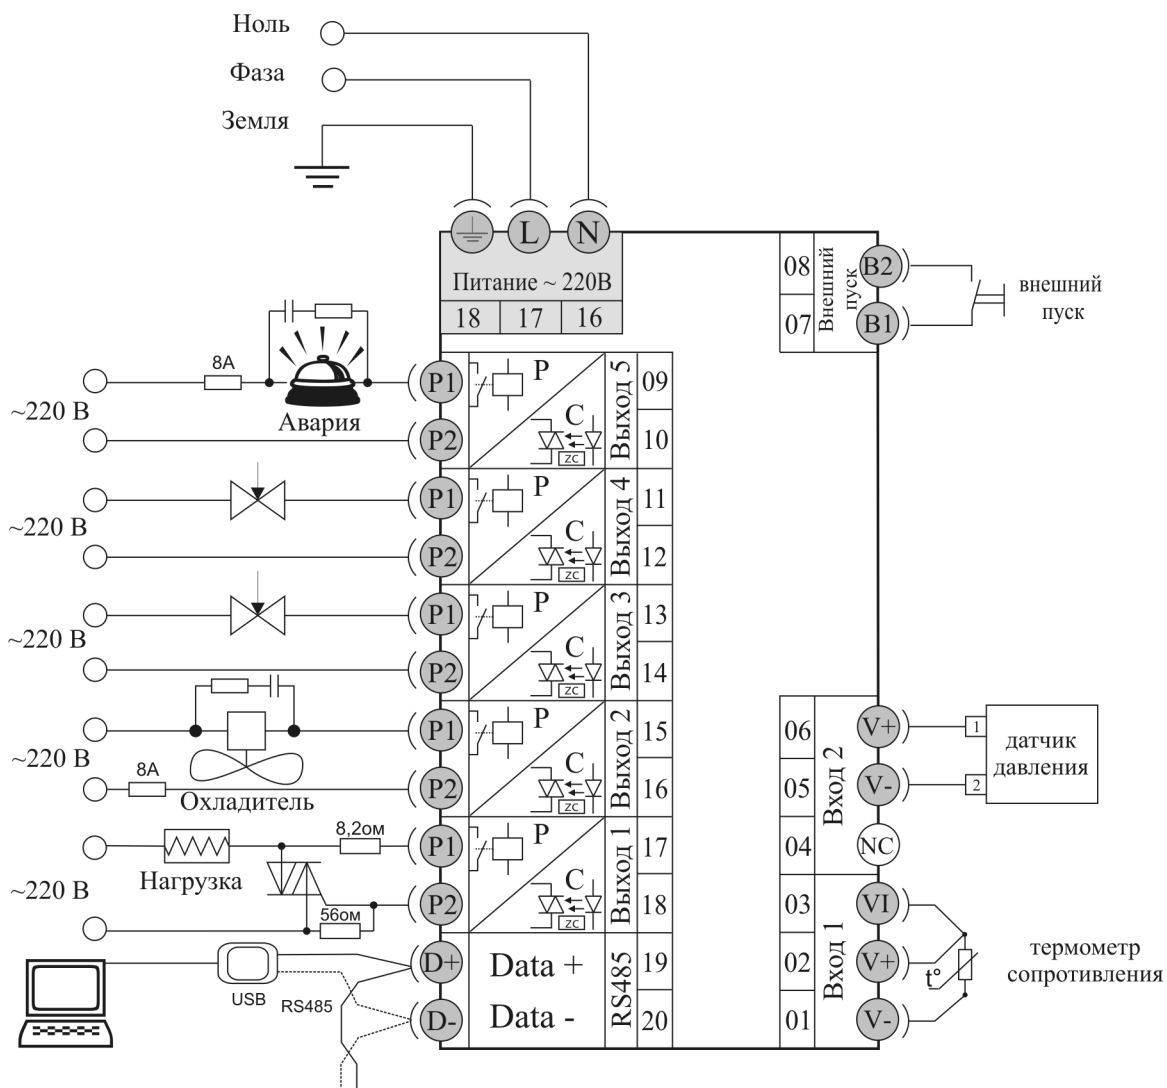 Ноль
Фаза
Земля
L
N
Питание ~ 220В
18
17
16
08
07
Внешний
пуск
B2
B1
внешний
пуск
8А
Авария
~220 В
P1
P2
Р
С
ZC
Выход 5
09
10
~220 В
P1
P2
Р
С
ZC
Выход 4
11
12
~220 В
P1
P2
Р
С
ZC
Выход 3
13
14
~220 В
8А
Охладитель
P1
P2
Р
С
ZC
Выход 2
15
16
~220 В
Нагрузка
8,2ом
56ом
P1
P2
Р
С
ZC
Выход 1
17
18
USB
RS485
D+
D-
Data +
Data -
RS485
19
20
06
05
04
Вход 2
V+
V-
NC
1
2
датчик
давления
03
02
01
Вход 1
VI
V+
V-
t°
термометр
сопротивления